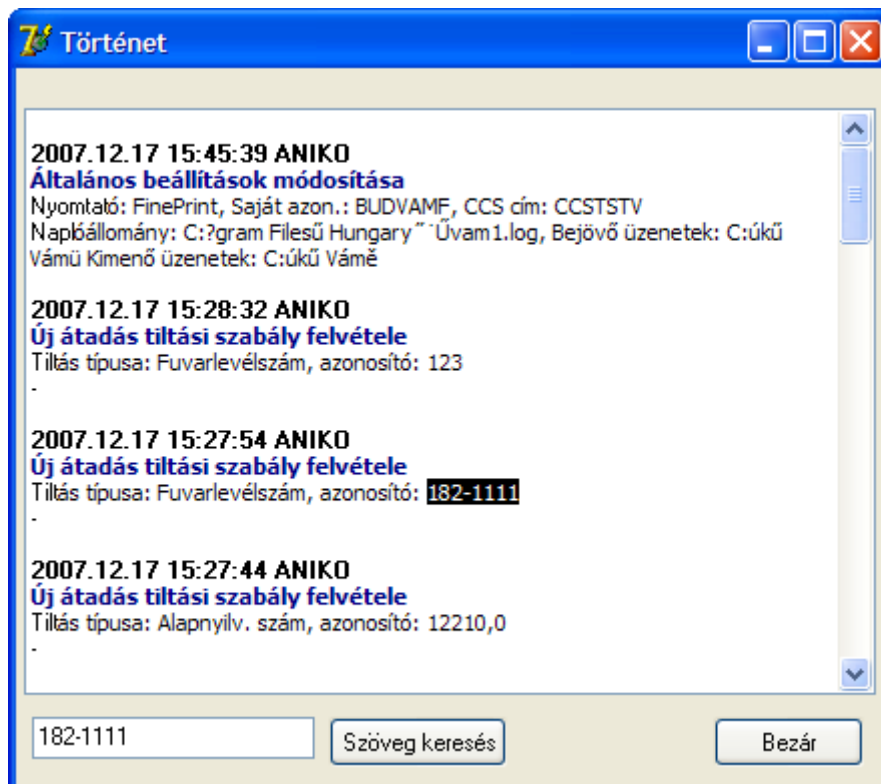 Történet
2007.12.17 15:45:39 ANIKO
Általános beállítások módosítása
Nyomtató: FinePrint, Saját azon.: BUDVAMF, CCS cím: CCSTSTV
Naplóállomány: C:?gram Filesű Hungary˝˙Űvam1.log, Bejövő üzenetek: C:úkű
Vámü Kimenő üzenetek: C:úkű Vámě
2007.12.17 15:28:32 ANIKO
Új átadás tiltási szabály felvétele
Tiltás típusa: Fuvarlevélszám, azonosító: 123
-
2007.12.17 15:27:54 ANIKO
Új átadás tiltási szabály felvétele
Tiltás típusa: Fuvarlevélszám, azonosító: 182-1111
-
2007.12.17 15:27:44 ANIKO
Új átadás tiltási szabály felvétele
Tiltás típusa: Alapnyilv. szám, azonosító: 12210,0
-
182-1111 Szöveg keresés Bezár